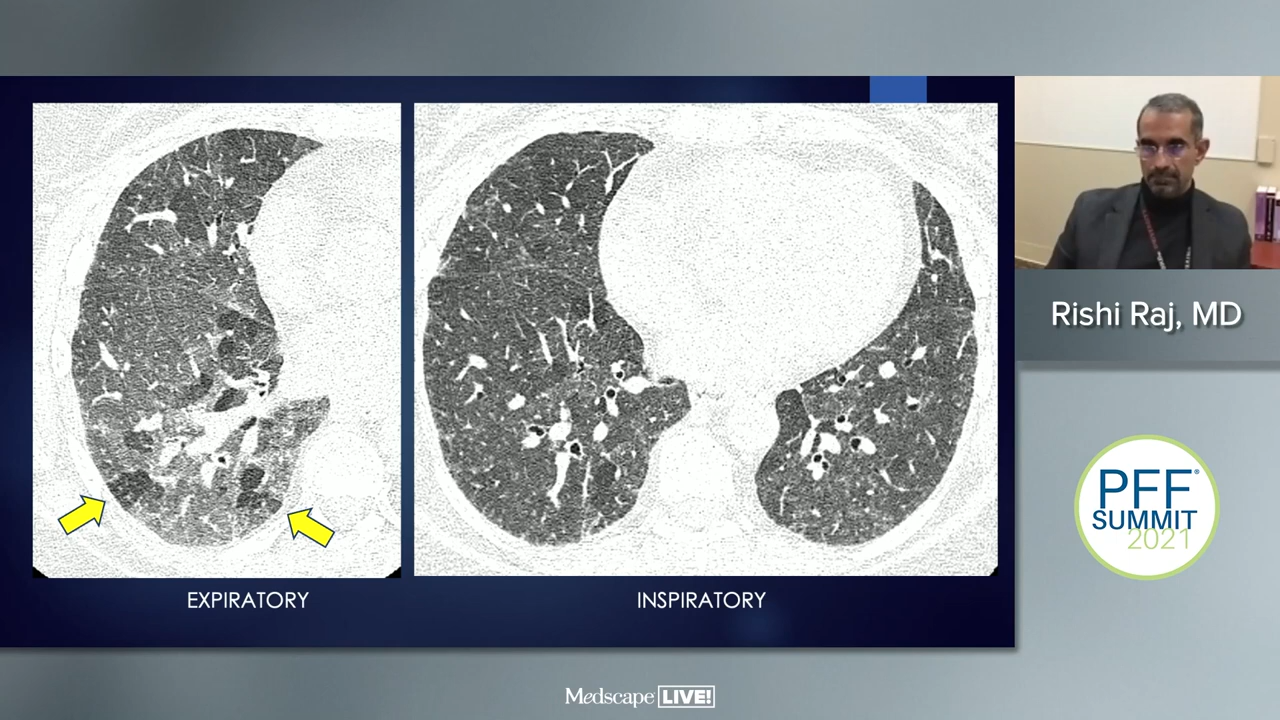 EXPIRATORY
INSPIRATORY
Rishi Raj, MD
PFF®
SUMMIT
2021
Medscape LIVE!